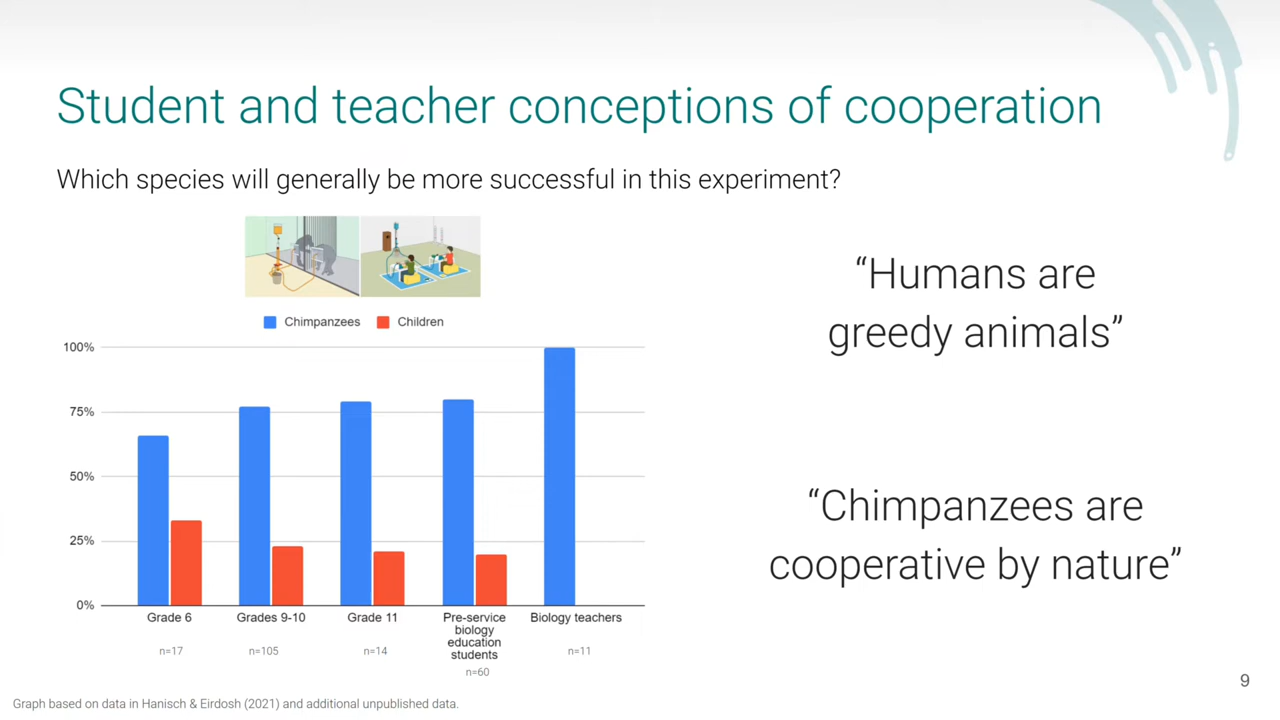 Student and teacher conceptions of cooperation
Which species will generally be more successful in this experiment?
Chimpanzees
Children
100%
75%
50%
25%
0%
Grade 6
n=17
Grades 9-10
n=105
Grade 11
n=14
Pre-service
biology
education
students
n=60
Biology teachers
n=11
“Humans are
greedy animals”
“Chimpanzees are
cooperative by nature”
9
Graph based on data in Hanisch & Eirdosh (2021) and additional unpublished data.